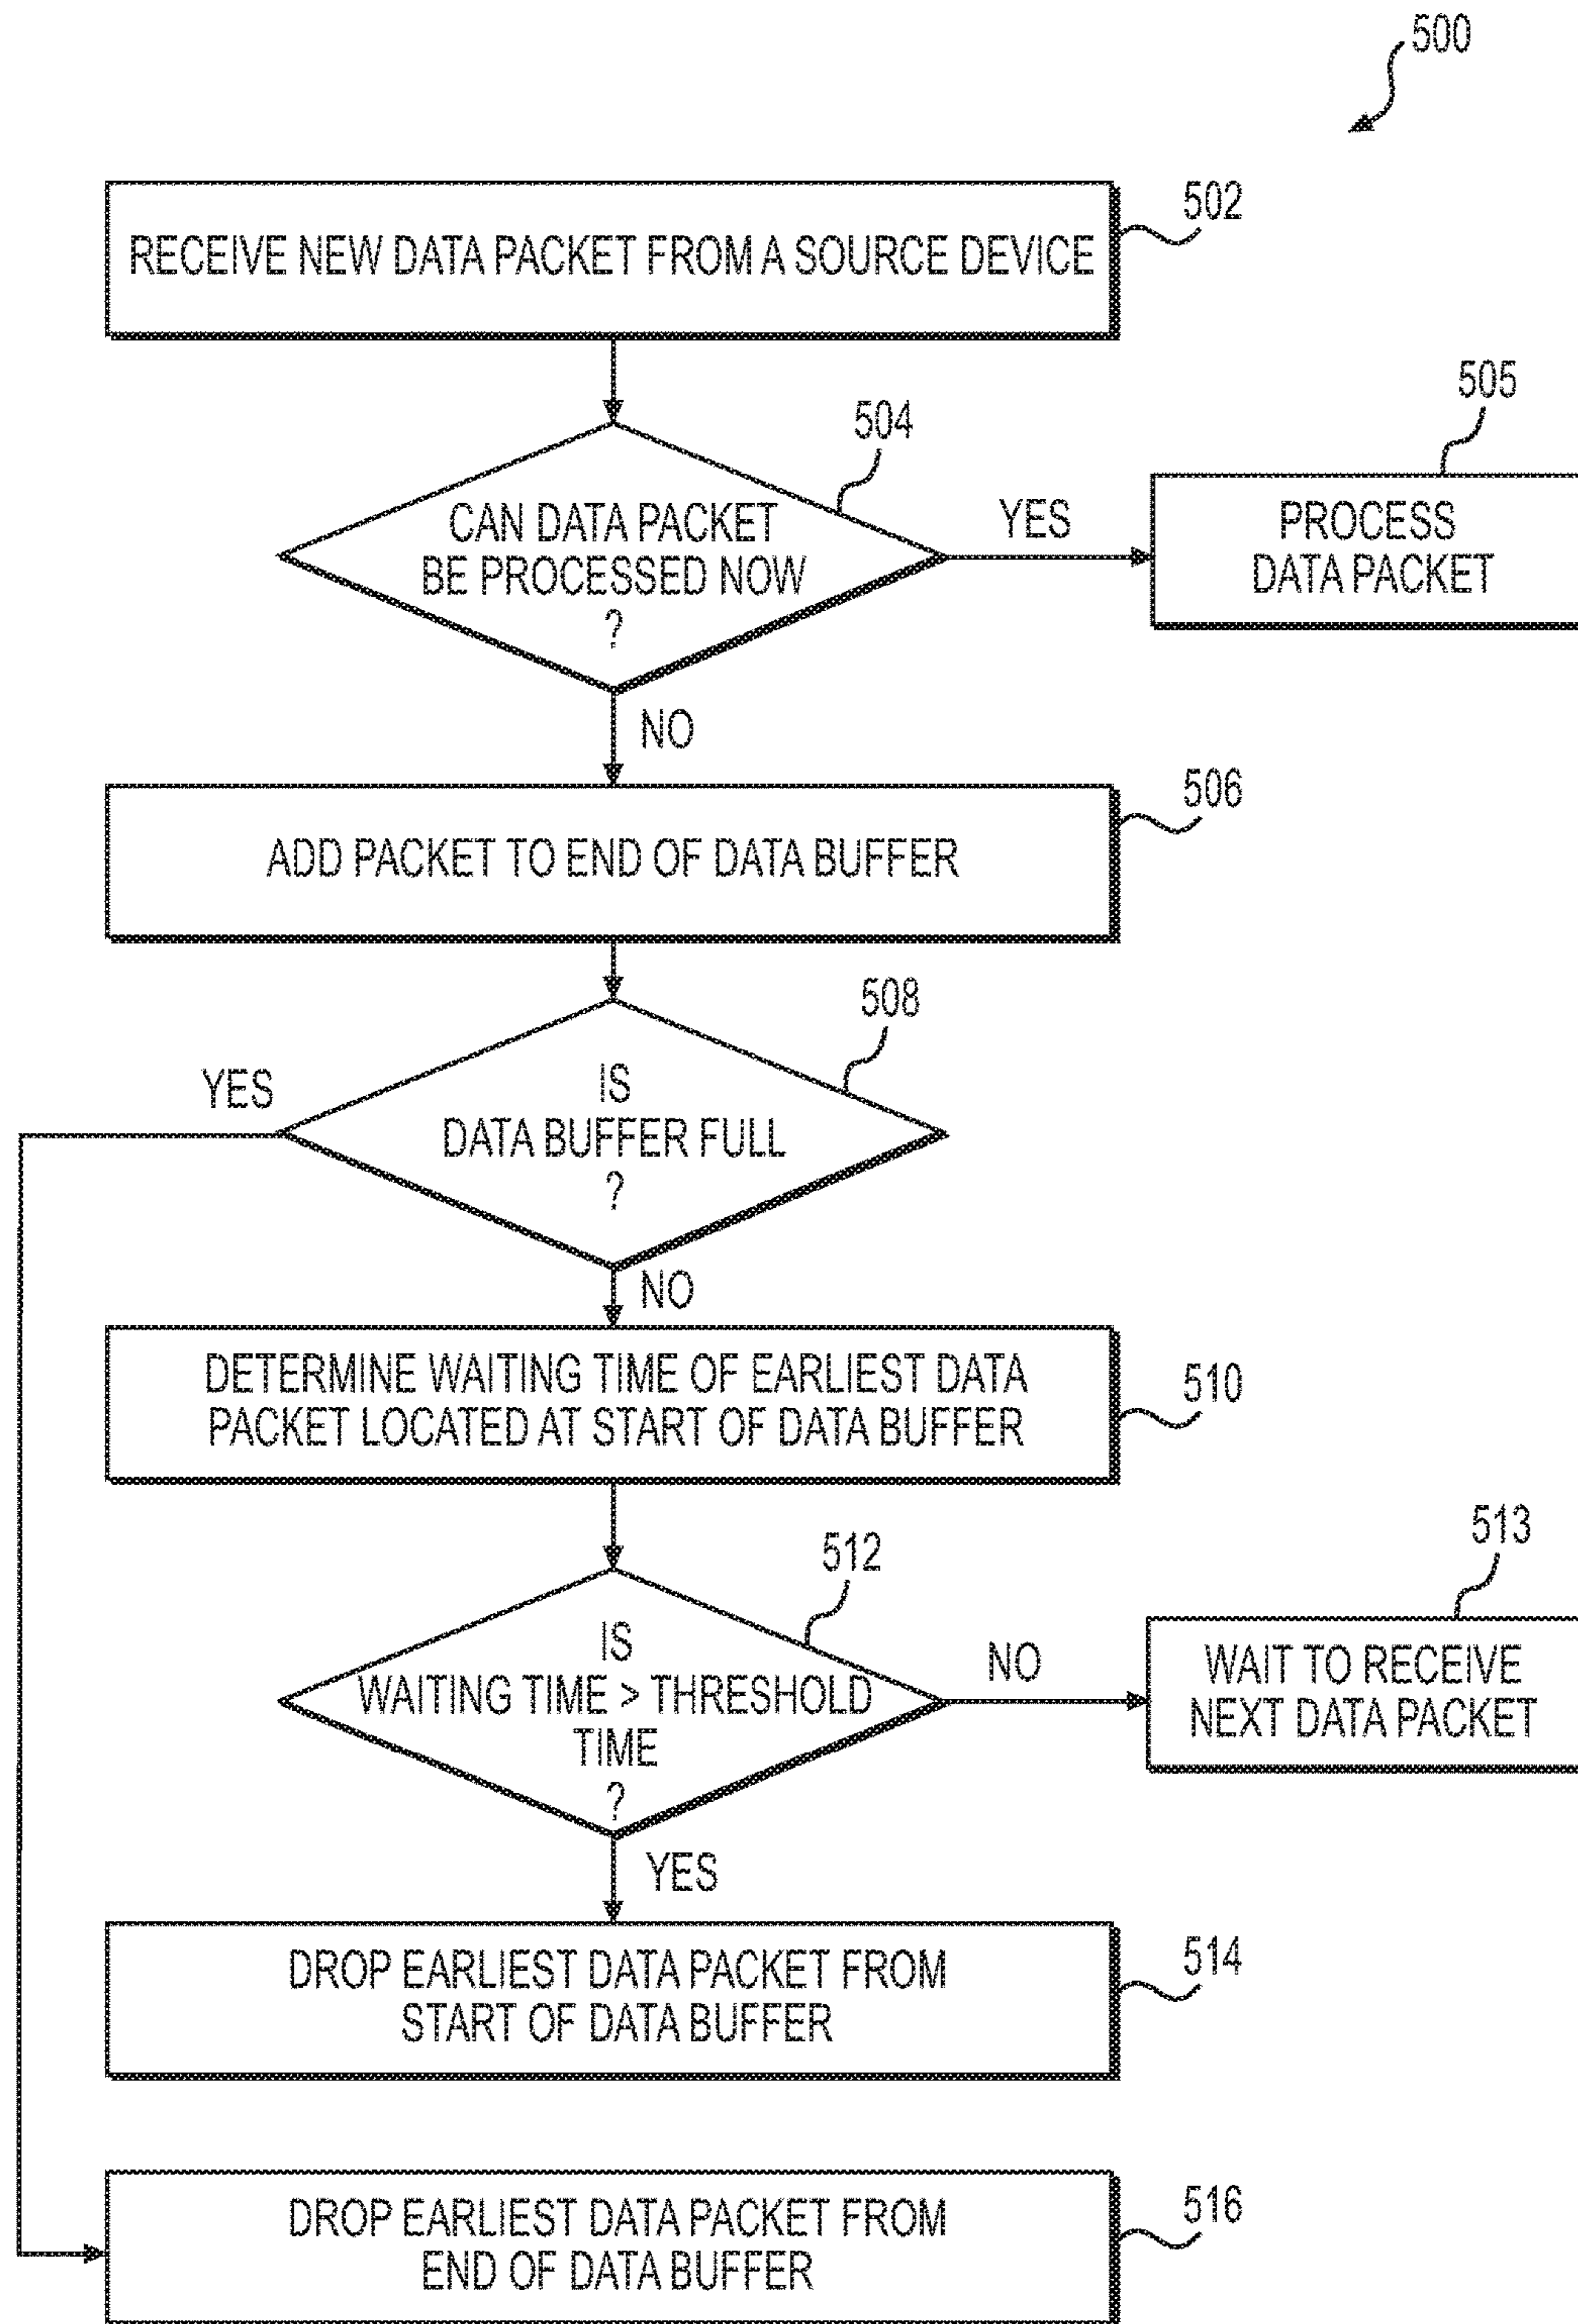 500
RECEIVE NEW DATA PACKET FROM A SOURCE DEVICE
502
504
CAN DATA PACKET
BE PROCESSED NOW
?
YES
505
PROCESS
DATA PACKET
NO
ADD PACKET TO END OF DATA BUFFER
506
508
YES
IS
DATA BUFFER FULL
?
NO
DETERMINE WAITING TIME OF EARLIEST DATA
PACKET LOCATED AT START OF DATA BUFFER
510
512
IS
WAITING TIME > THRESHOLD
TIME
?
NO
513
WAIT TO RECEIVE
NEXT DATA PACKET
YES
DROP EARLIEST DATA PACKET FROM
START OF DATA BUFFER
514
DROP EARLIEST DATA PACKET FROM
END OF DATA BUFFER
516